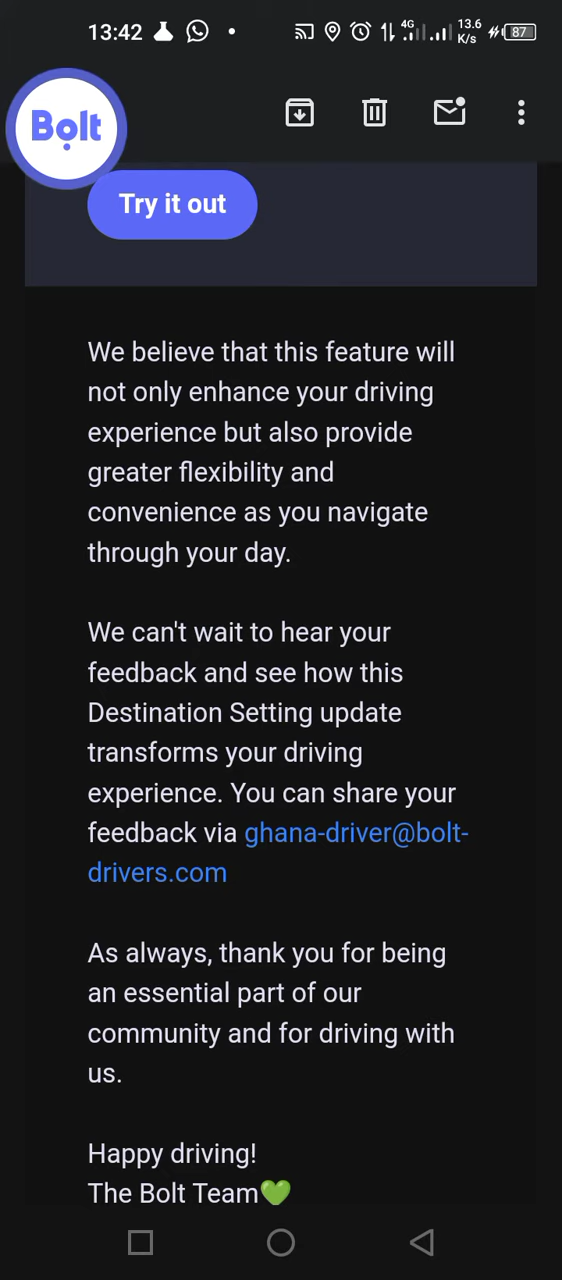 13:42
4G
13.6
K/s
87
Bolt
Try it out
We believe that this feature will
not only enhance your driving
experience but also provide
greater flexibility and
convenience as you navigate
through your day.
We can't wait to hear your
feedback and see how this
Destination Setting update
transforms your driving
experience. You can share your
feedback via ghana-driver@bolt-
drivers.com
As always, thank you for being
an essential part of our
community and for driving with
us.
Happy driving!
The Bolt Team💚